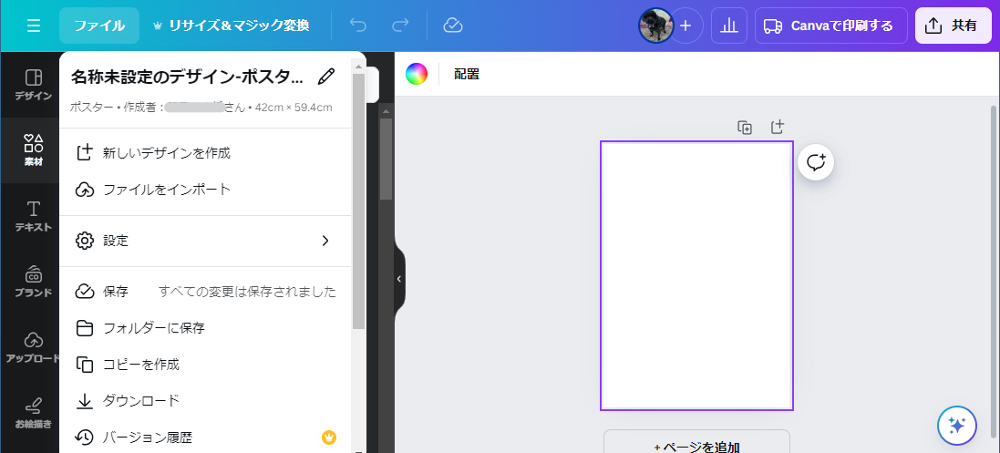 ファイル
リサイズ&マジック変換
Canvaで印刷する
共有
デザイン
素材
テキスト
ブランド
アップロード
お絵描き
名称未設定のデザイン-ポスタ...
ポスター • 作成者：さん • 42cm × 59.4cm
新しいデザインを作成
ファイルをインポート
設定
保存 すべての変更は保存されました
フォルダーに保存
コピーを作成
ダウンロード
バージョン履歴
配置
+ ページを追加